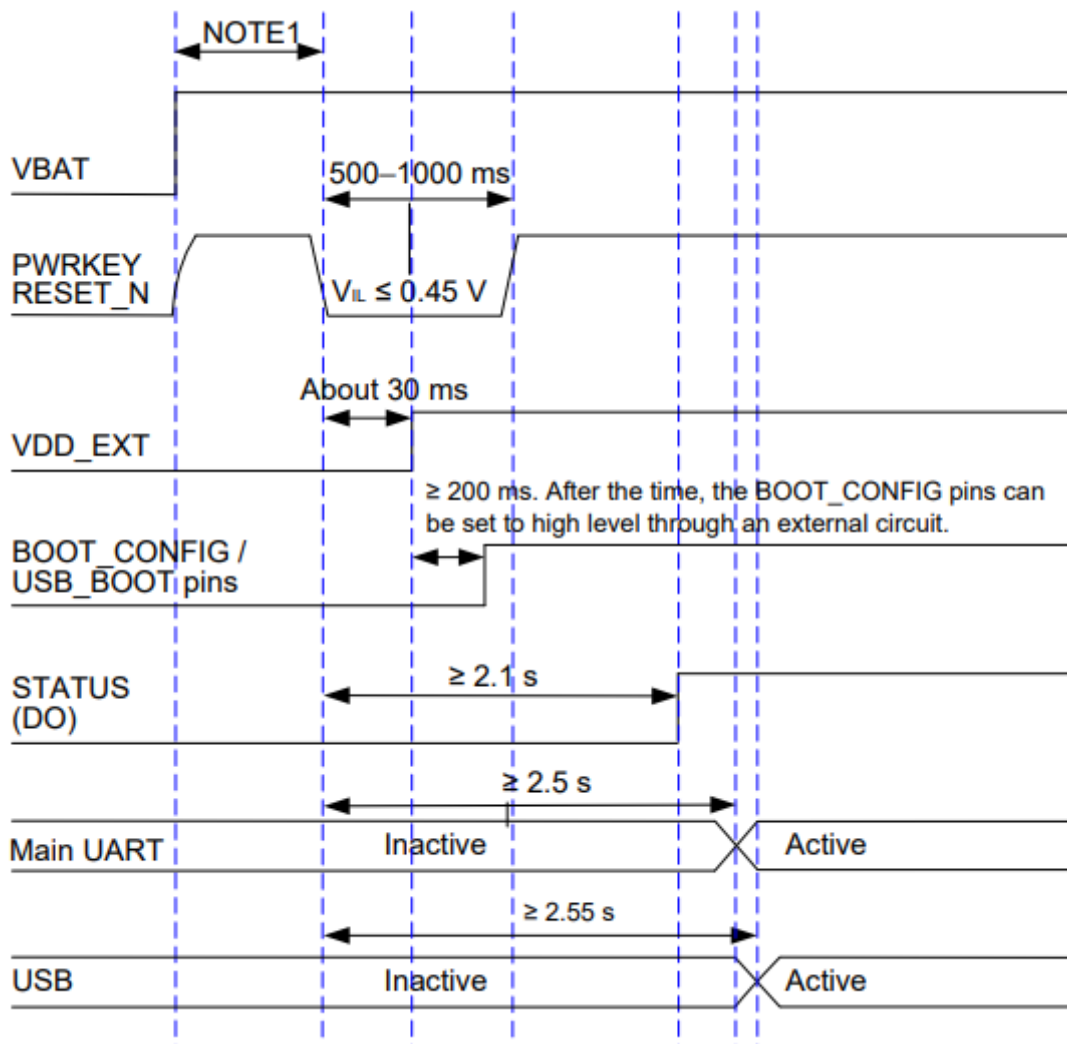 NOTE1
VBAT
500–1000 ms
PWRKEY
RESET_N
VIL ≤ 0.45 V
About 30 ms
VDD_EXT
≥ 200 ms. After the time, the BOOT_CONFIG pins can
be set to high level through an external circuit.
BOOT_CONFIG /
USB_BOOT pins
STATUS
(DO)
≥ 2.1 s
≥ 2.5 s
Main UART
Inactive
Active
≥ 2.55 s
USB
Inactive
Active